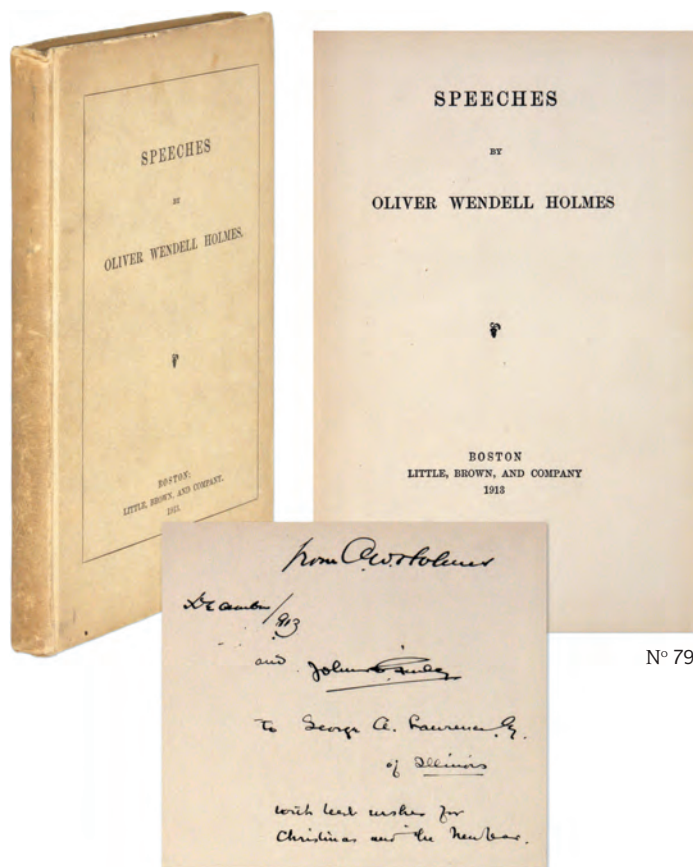 SPEECHES
BY
OLIVER WENDELL HOLMES.
BOSTON:
LITTLE, BROWN, AND COMPANY.
1913.
SPEECHES
BY
OLIVER WENDELL HOLMES
BOSTON
LITTLE, BROWN, AND COMPANY
1913
No 79
from O.W. Holmes
December/
1913
and John
to George A. Lawrence
of Illinois
with best wishes for
Christmas and the New Year.